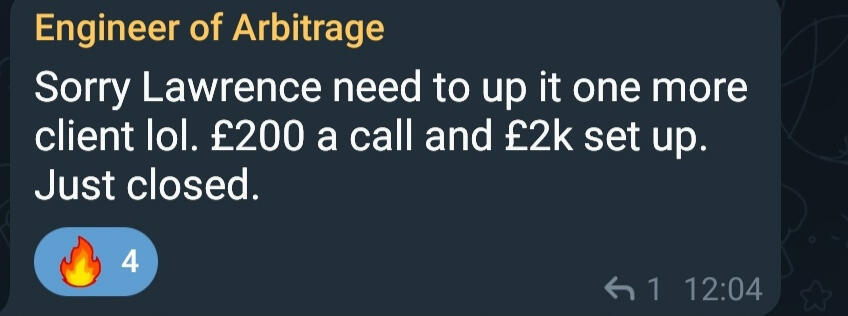 Engineer of Arbitrage
Sorry Lawrence need to up it one more
client lol. £200 a call and £2k set up.
Just closed.
🔥 4
1 12:04